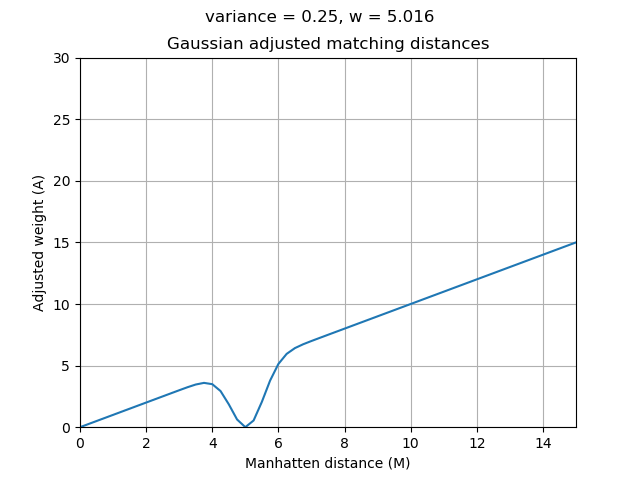 variance = 0.25, w = 5.016
Gaussian adjusted matching distances
30
25
20
15
10
5
0
Adjusted weight (A)
0 2 4 6 8 10 12 14
Manhatten distance (M)